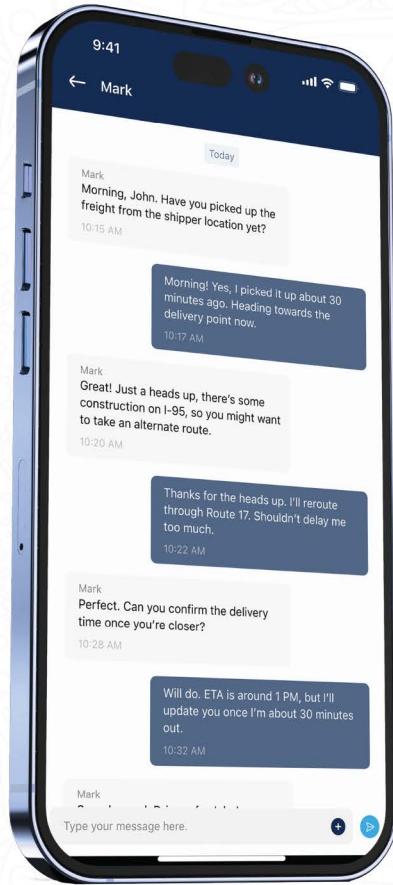 9:41
Mark
Today
Mark
Morning, John. Have you picked up the
freight from the shipper location yet?
10:15 AM
Morning! Yes, I picked it up about 30
minutes ago. Heading towards the
delivery point now.
10:17 AM
Mark
Great! Just a heads up, there's some
construction on I-95, so you might want
to take an alternate route.
10:20 AM
Thanks for the heads up. I'll reroute
through Route 17. Shouldn't delay me
too much.
10:22 AM
Mark
Perfect. Can you confirm the delivery
time once you're closer?
10:28 AM
Will do. ETA is around 1 PM, but I'll
update you once I'm about 30 minutes
out.
10:32 AM
Mark
Type your message here.